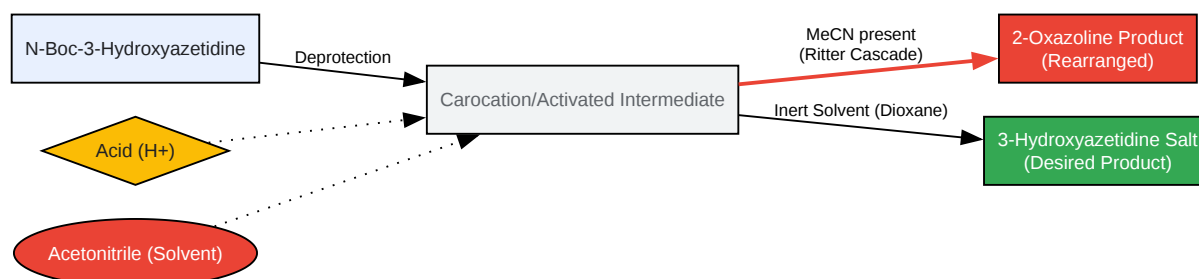 N-Boc-3-Hydroxyazetidine
Deprotection
Acid (H+)
Acetonitrile (Solvent)
Carocation/Activated Intermediate
MeCN present
(Ritter Cascade)
Inert Solvent (Dioxane)
2-Oxazoline Product
(Rearranged)
3-Hydroxyazetidine Salt
(Desired Product)